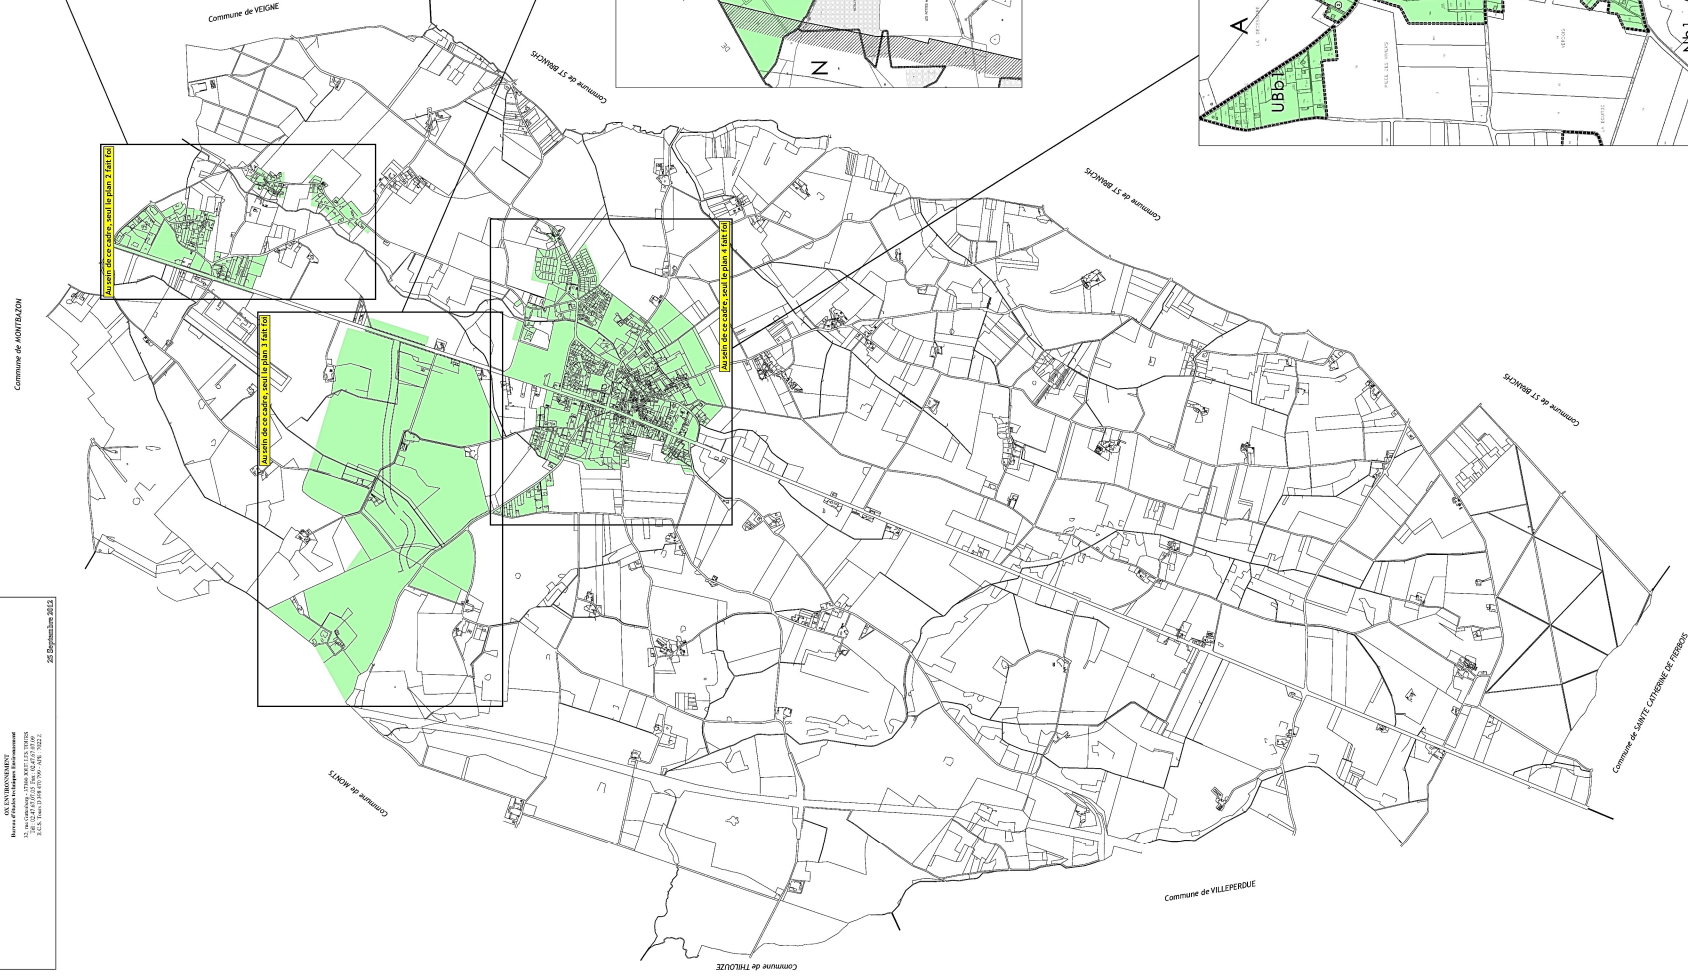 Commune de VEIGNE
Commune de ST BRANCHS
N
A
UBb1
Commune de ST BRANCHS
Au sein de ce cadre, seul le plan 2 fait foi
Au sein de ce cadre, seul le plan 4 fait foi
Au sein de ce cadre, seul le plan 3 fait foi
Commune de MONTBAZON
Commune de ST BRANCHS
25 Septembre 2012
Commune de SAINTE CATHERINE DE FIERBOIS
Commune de MONTS
Commune de VILLEPERDUE
Commune de THILOUZE